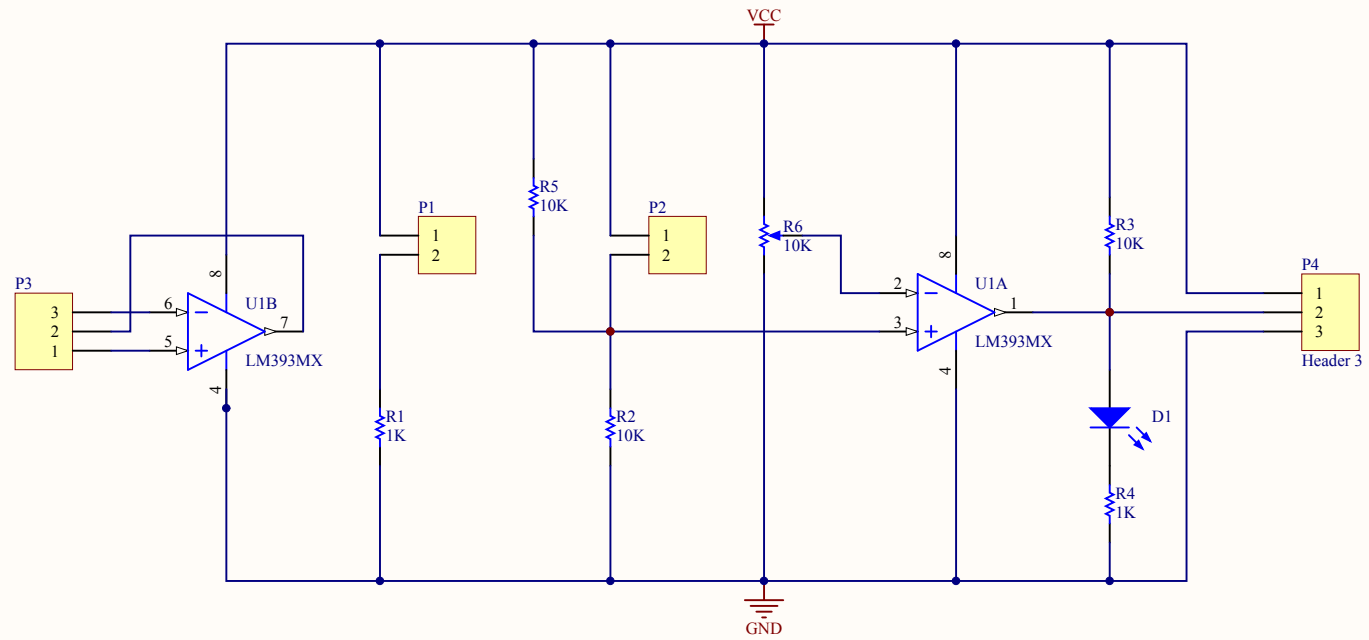 VCC
P3
3
2
1
6
5
8
4
7
U1B
LM393MX
P1
1
2
R1
1K
R5
10K
P2
1
2
R2
10K
R6
10K
2
3
8
4
1
U1A
LM393MX
R3
10K
D1
R4
1K
P4
1
2
3
Header 3
GND